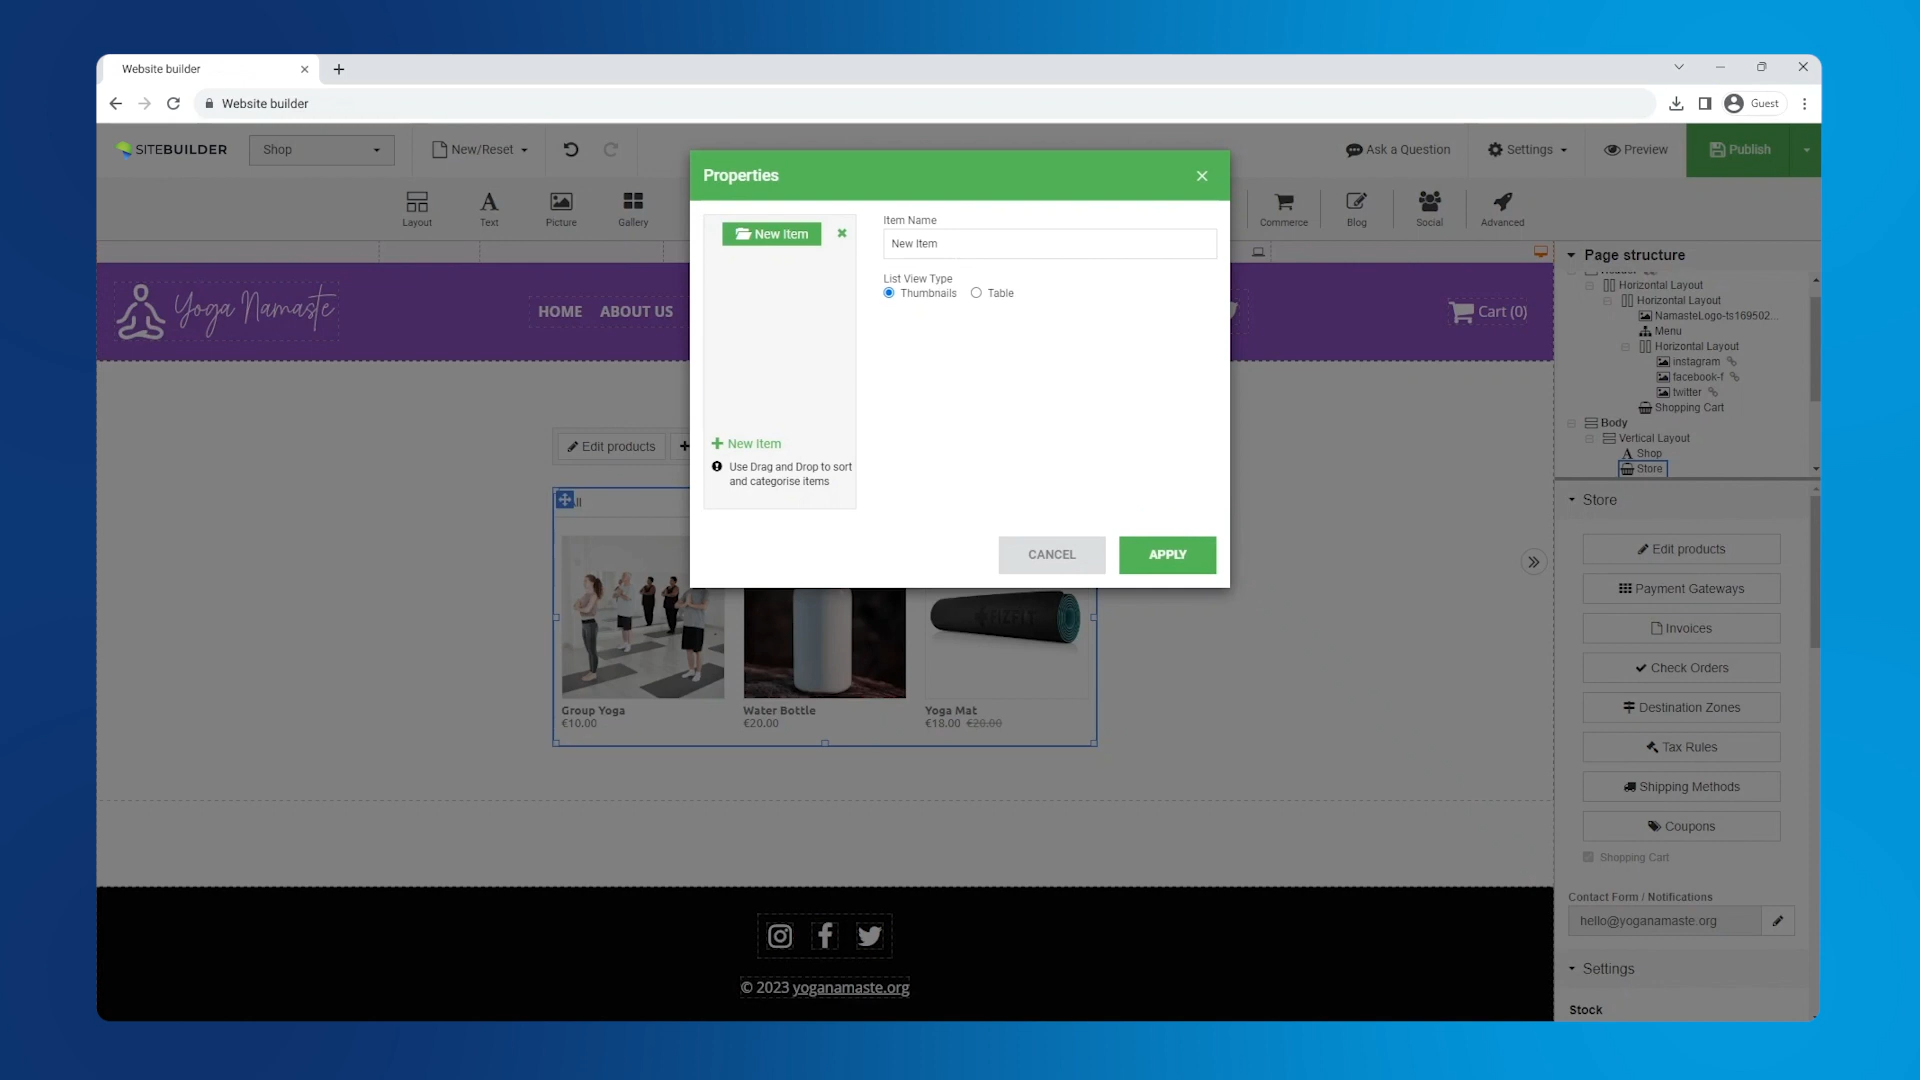 Website builder
Website builder
Guest
SITEBUILDER
Shop
New/Reset
Ask a Question
Settings
Preview
Publish
Layout
Text
Picture
Gallery
Commerce
Blog
Social
Advanced
Yoga Namaste
HOME
ABOUT US
Cart (0)
Properties
New Item
Item Name
New Item
List View Type
Thumbnails
Table
New Item
Use Drag and Drop to sort
and categorise items
CANCEL
APPLY
Edit products
Group Yoga
€10.00
Water Bottle
€20.00
Yoga Mat
€18.00 €20.00
© 2023 yoganamaste.org
Page structure
Horizontal Layout
Horizontal Layout
NamasteLogo-ts169502...
Menu
Horizontal Layout
instagram
facebook-f
twitter
Shopping Cart
Body
Vertical Layout
Shop
Store
Store
Edit products
Payment Gateways
Invoices
Check Orders
Destination Zones
Tax Rules
Shipping Methods
Coupons
Shopping Cart
Contact Form / Notifications
hello@yoganamaste.org
Settings
Stock